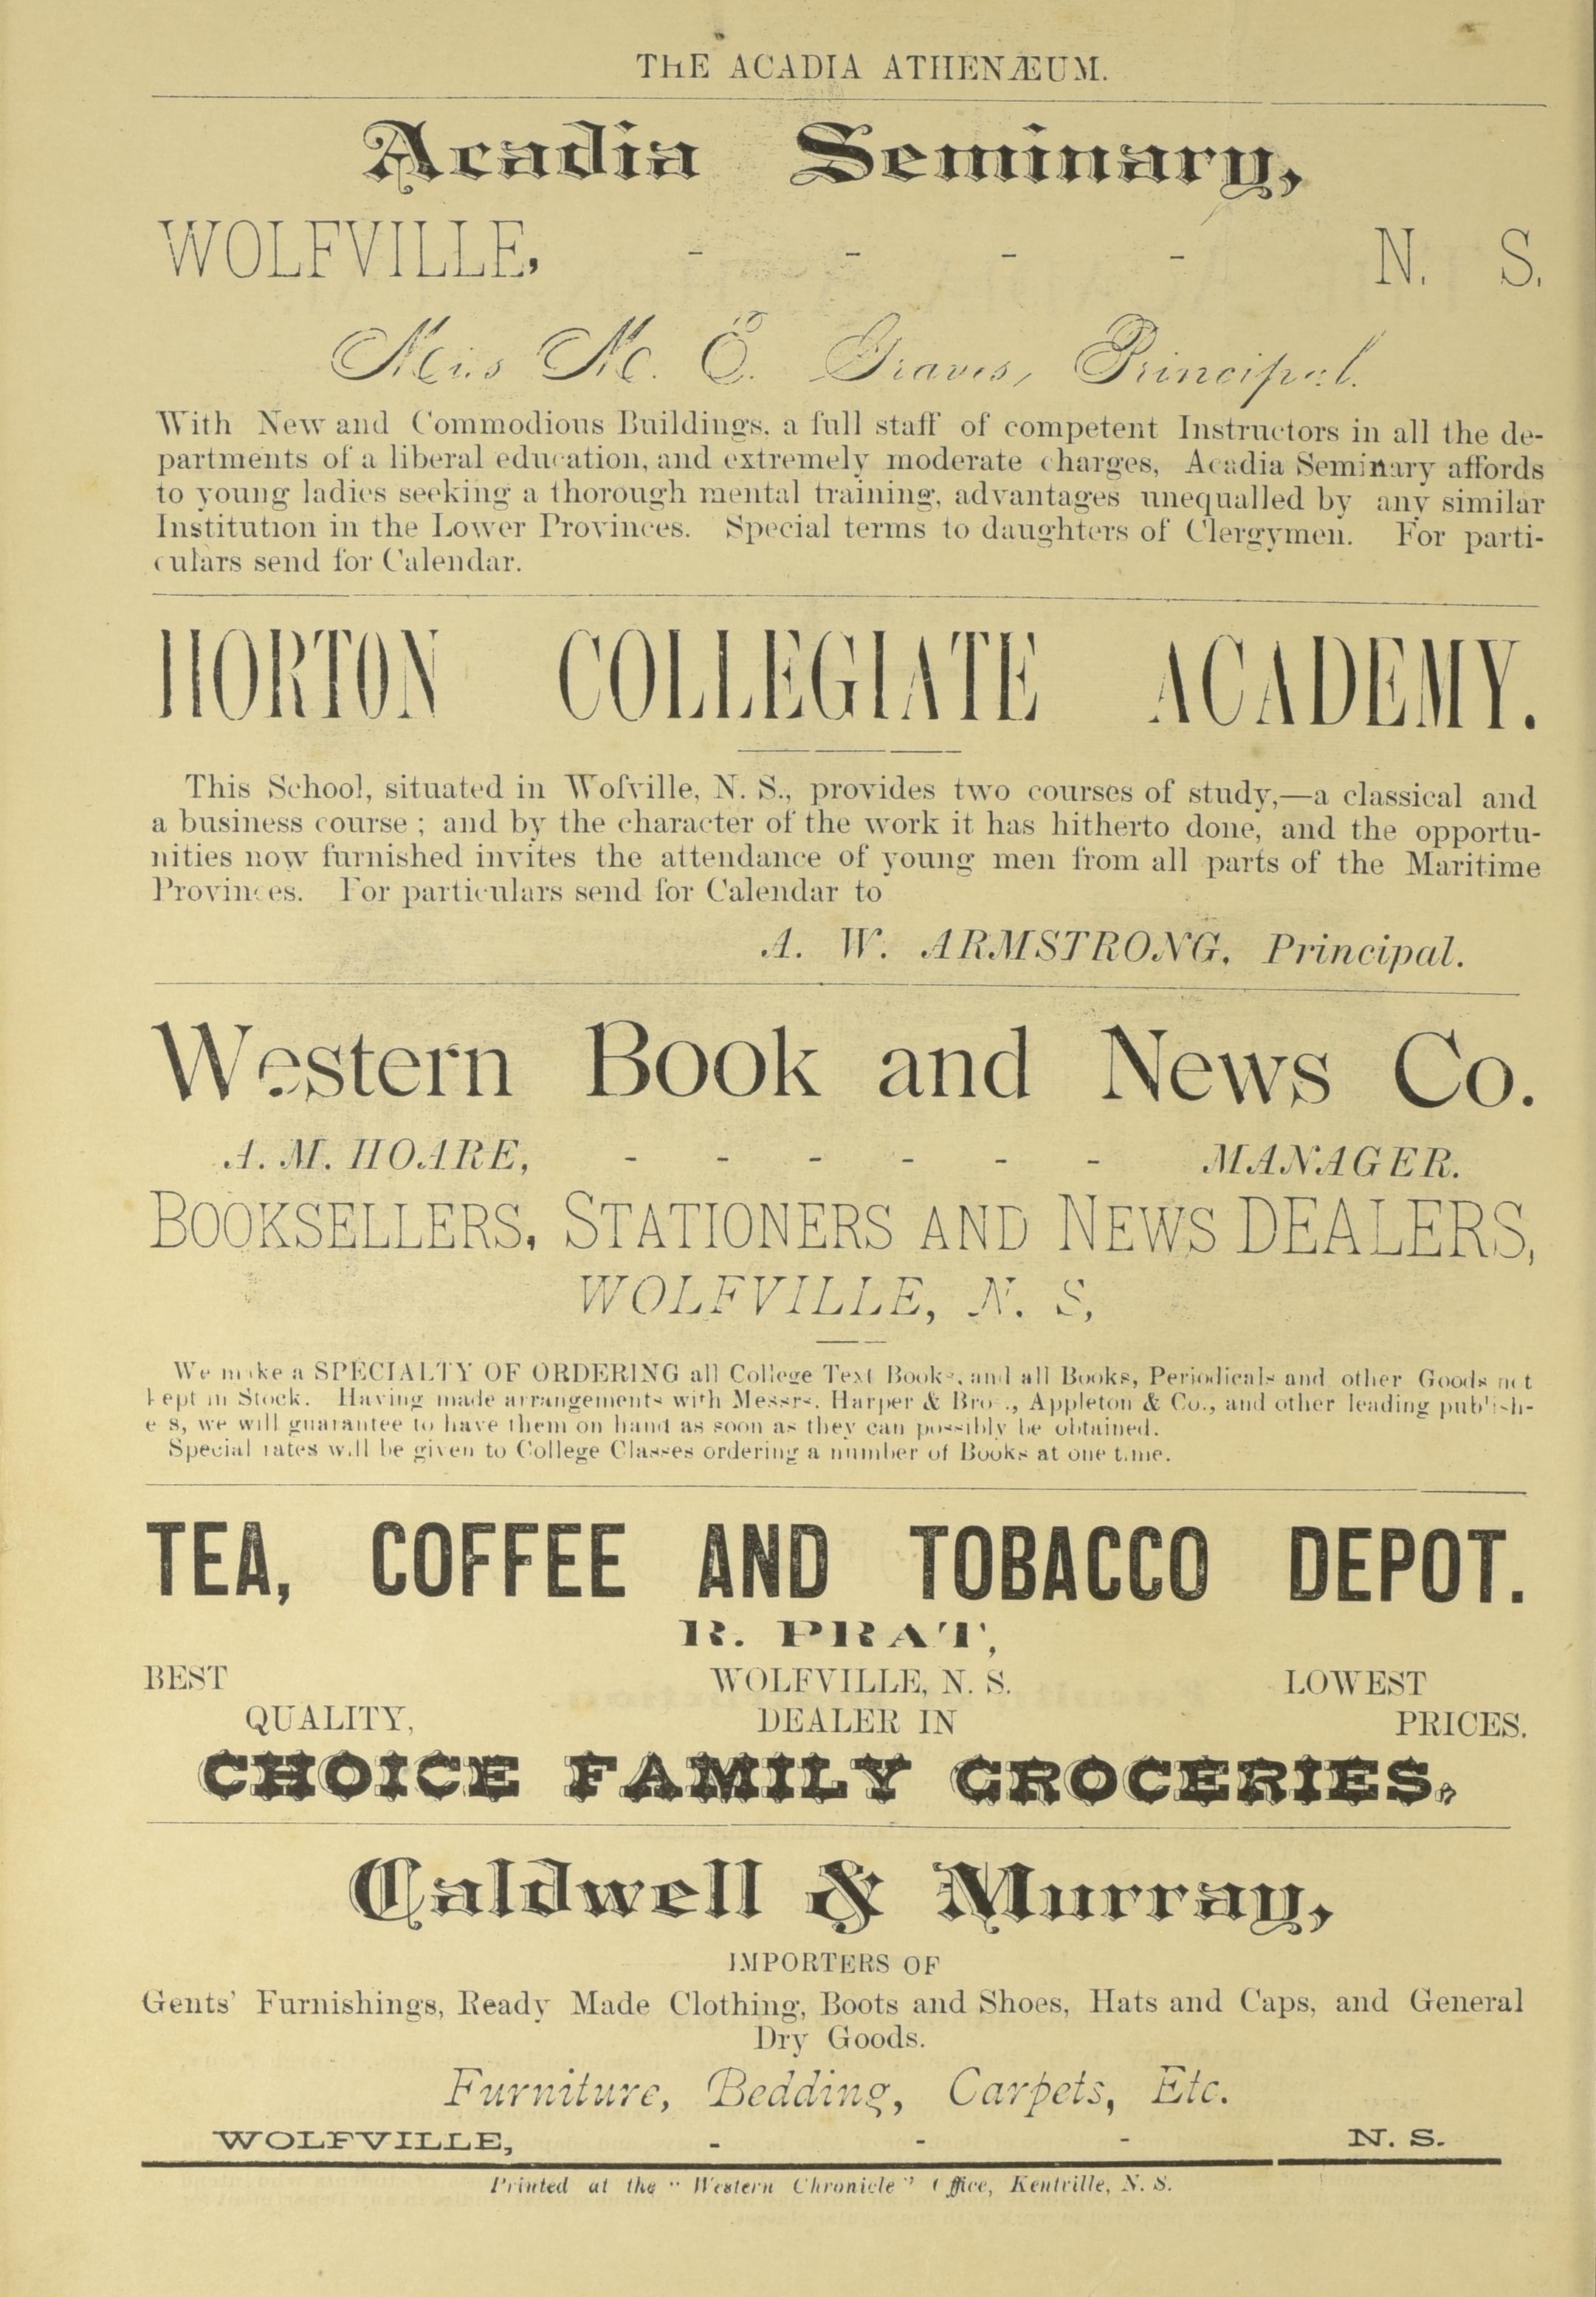 THE ACADIA ATHENÆUM.
Acadia Seminary,
WOLFVILLE, - - - - N. S.
Miss M. E. Graves, Principal.
With New and Commodious Buildings, a full staff of competent Instructors in all the de-
partments of a liberal education, and extremely moderate charges, Acadia Seminary affords
to young ladies seeking a thorough mental training, advantages unequalled by any similar
Institution in the Lower Provinces. Special terms to daughters of Clergymen. For parti-
culars send for Calendar.
HORTON COLLEGIATE ACADEMY.
This School, situated in Wofville, N. S., provides two courses of study,—a classical and
a business course ; and by the character of the work it has hitherto done, and the opportu-
nities now furnished invites the attendance of young men from all parts of the Maritime
Provinces. For particulars send for Calendar to
A. W. ARMSTRONG, Principal.
Western Book and News Co.
A. M. HOARE, - - - - - - MANAGER.
BOOKSELLERS, STATIONERS AND NEWS DEALERS,
WOLFVILLE, N. S,
We make a SPECIALTY OF ORDERING all College Text Books, and all Books, Periodicals and other Goods not
kept in Stock. Having made arrangements with Messrs. Harper & Bros., Appleton & Co., and other leading publish-
e s, we will guarantee to have them on hand as soon as they can possibly be obtained.
Special rates will be given to College Classes ordering a number of Books at one time.
TEA, COFFEE AND TOBACCO DEPOT.
R. PRAT,
BEST WOLFVILLE, N. S. LOWEST
QUALITY, DEALER IN PRICES.
CHOICE FAMILY GROCERIES,
Caldwell & Murray,
IMPORTERS OF
Gents' Furnishings, Ready Made Clothing, Boots and Shoes, Hats and Caps, and General
Dry Goods.
Furniture, Bedding, Carpets, Etc.
WOLFVILLE, - - - N. S.
Printed at the "Western Chronicle" Office, Kentville, N. S.